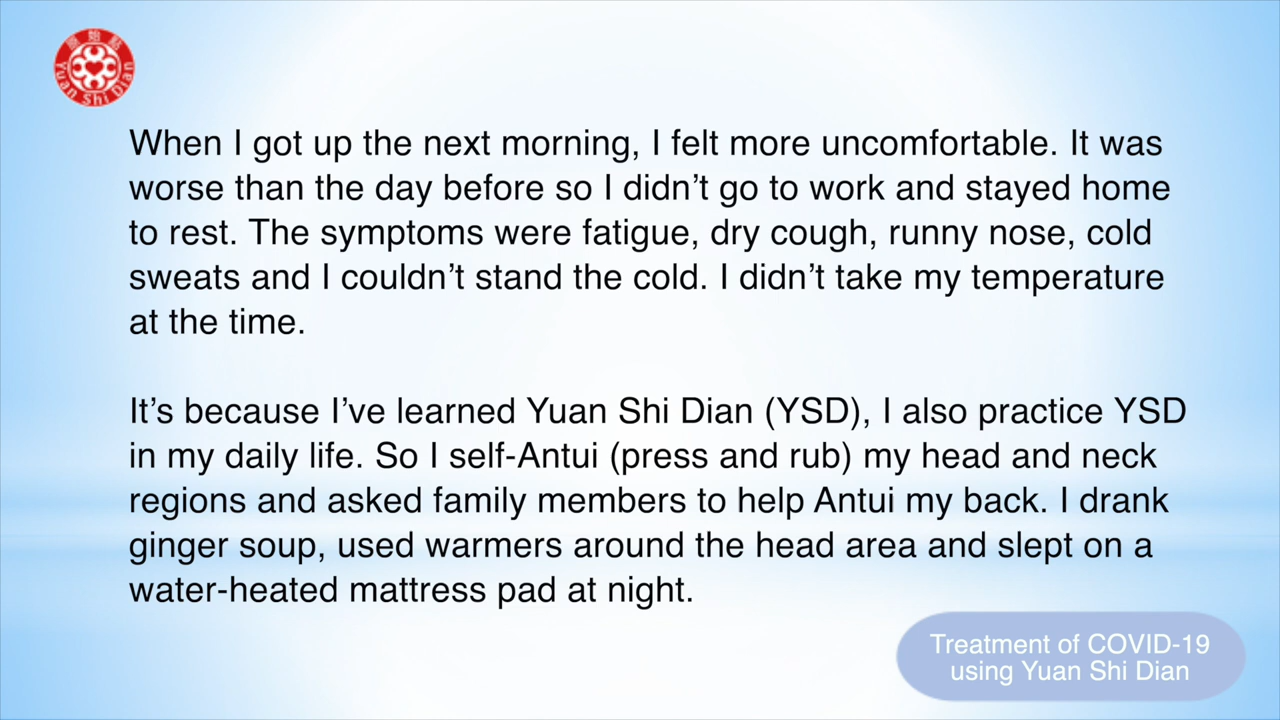 原始點
Yuan Shi Dian
When I got up the next morning, I felt more uncomfortable. It was
worse than the day before so I didn’t go to work and stayed home
to rest. The symptoms were fatigue, dry cough, runny nose, cold
sweats and I couldn’t stand the cold. I didn’t take my temperature
at the time.
It’s because I’ve learned Yuan Shi Dian (YSD), I also practice YSD
in my daily life. So I self-Antui (press and rub) my head and neck
regions and asked family members to help Antui my back. I drank
ginger soup, used warmers around the head area and slept on a
water-heated mattress pad at night.
Treatment of COVID-19
using Yuan Shi Dian